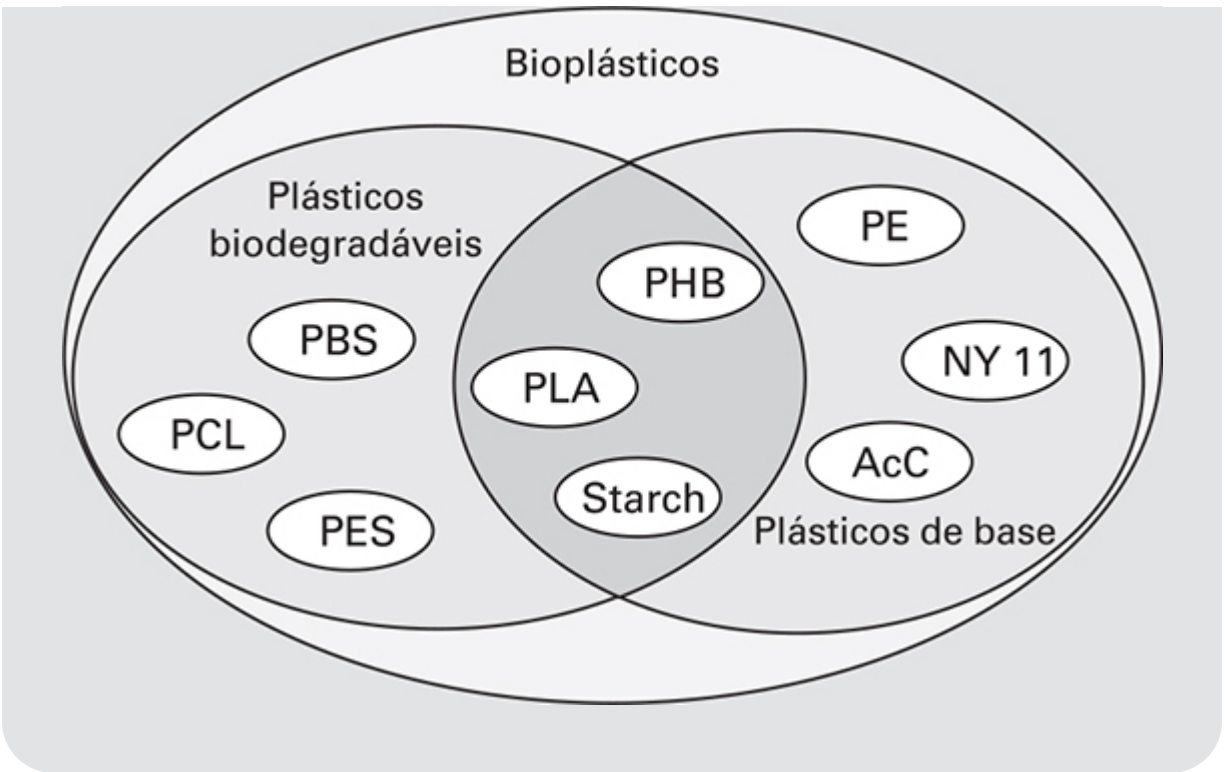 Bioplásticos
Plásticos
biodegradáveis
PE
PHB
PBS
NY 11
PLA
PCL
AcC
Starch
PES
Plásticos de base